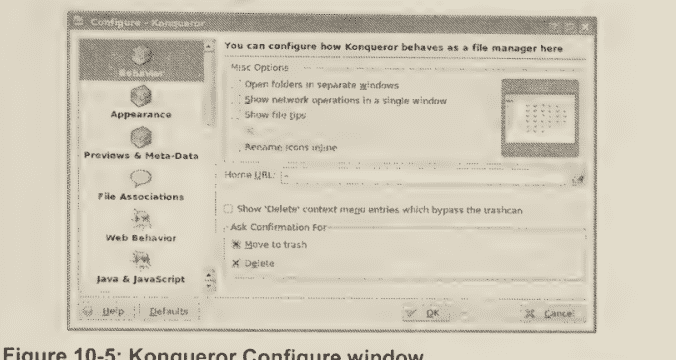 Configure - Konqueror
Behavior
Appearance
Previews & Meta-Data
File Associations
Web Behavior
Java & JavaScript
You can configure how Konqueror behaves as a file manager here
Misc Options
Open folders in separate windows
Show network operations in a single window
Show file tips
Rename icons inline
Home URL: ~
Show 'Delete' context menu entries which bypass the trashcan
Ask Confirmation For
Move to trash
Delete
Help
Defaults
OK
Cancel
Figure 10-5: Konqueror Configure window